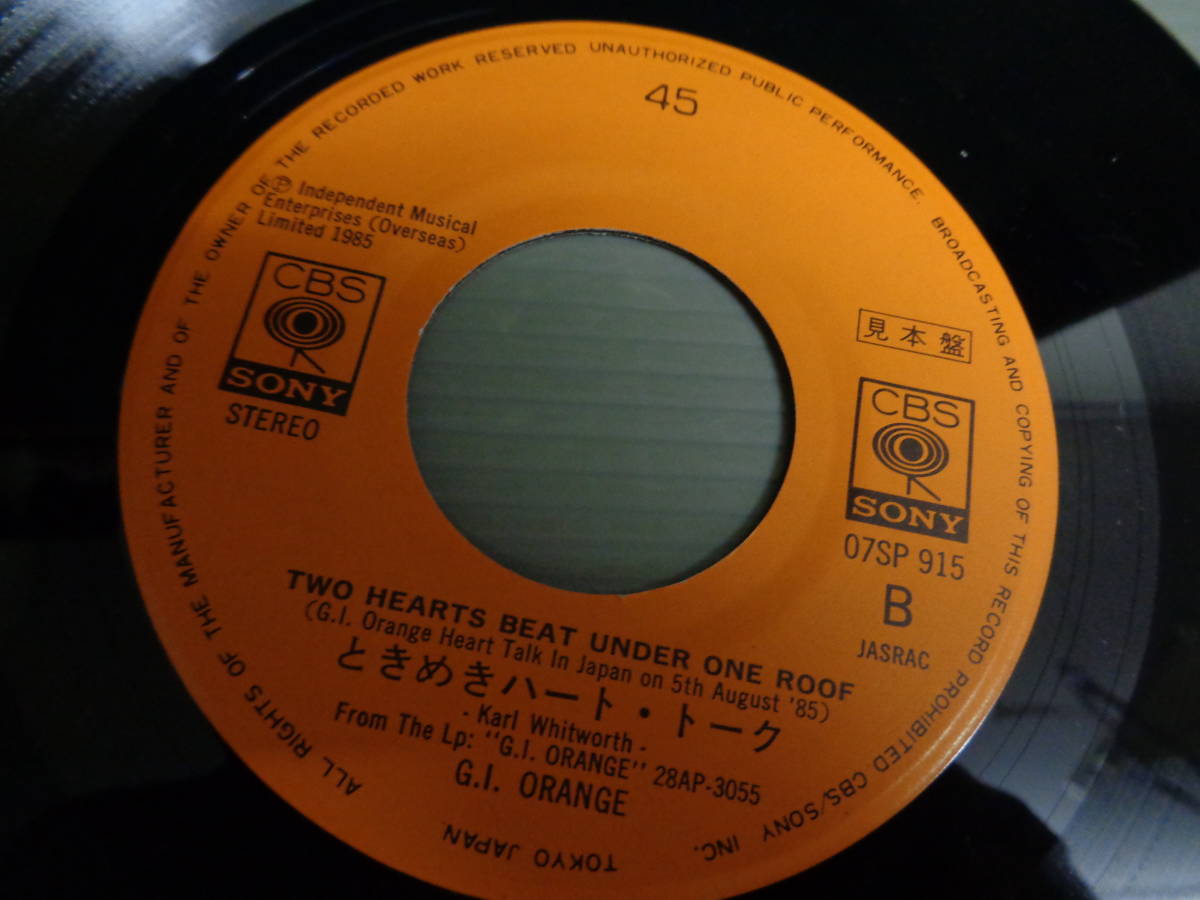 45
ALL RIGHTS OF THE MANUFACTURER AND OF THE OWNER OF THE RECORDED WORK RESERVED UNAUTHORIZED PUBLIC PERFORMANCE. BROADCASTING AND COPYING OF THIS RECORD PROHIBITED CBS/SONY INC.
TOKYO JAPAN
℗ Independent Musical
Enterprises (Overseas)
Limited 1985
CBS
SONY
STEREO
見本盤
CBS
SONY
07SP 915
B
JASRAC
TWO HEARTS BEAT UNDER ONE ROOF
(G.I. Orange Heart Talk In Japan on 5th August '85)
ときめきハート・トーク
- Karl Whitworth -
From The Lp: "G.I. ORANGE" 28AP-3055
G.I. ORANGE